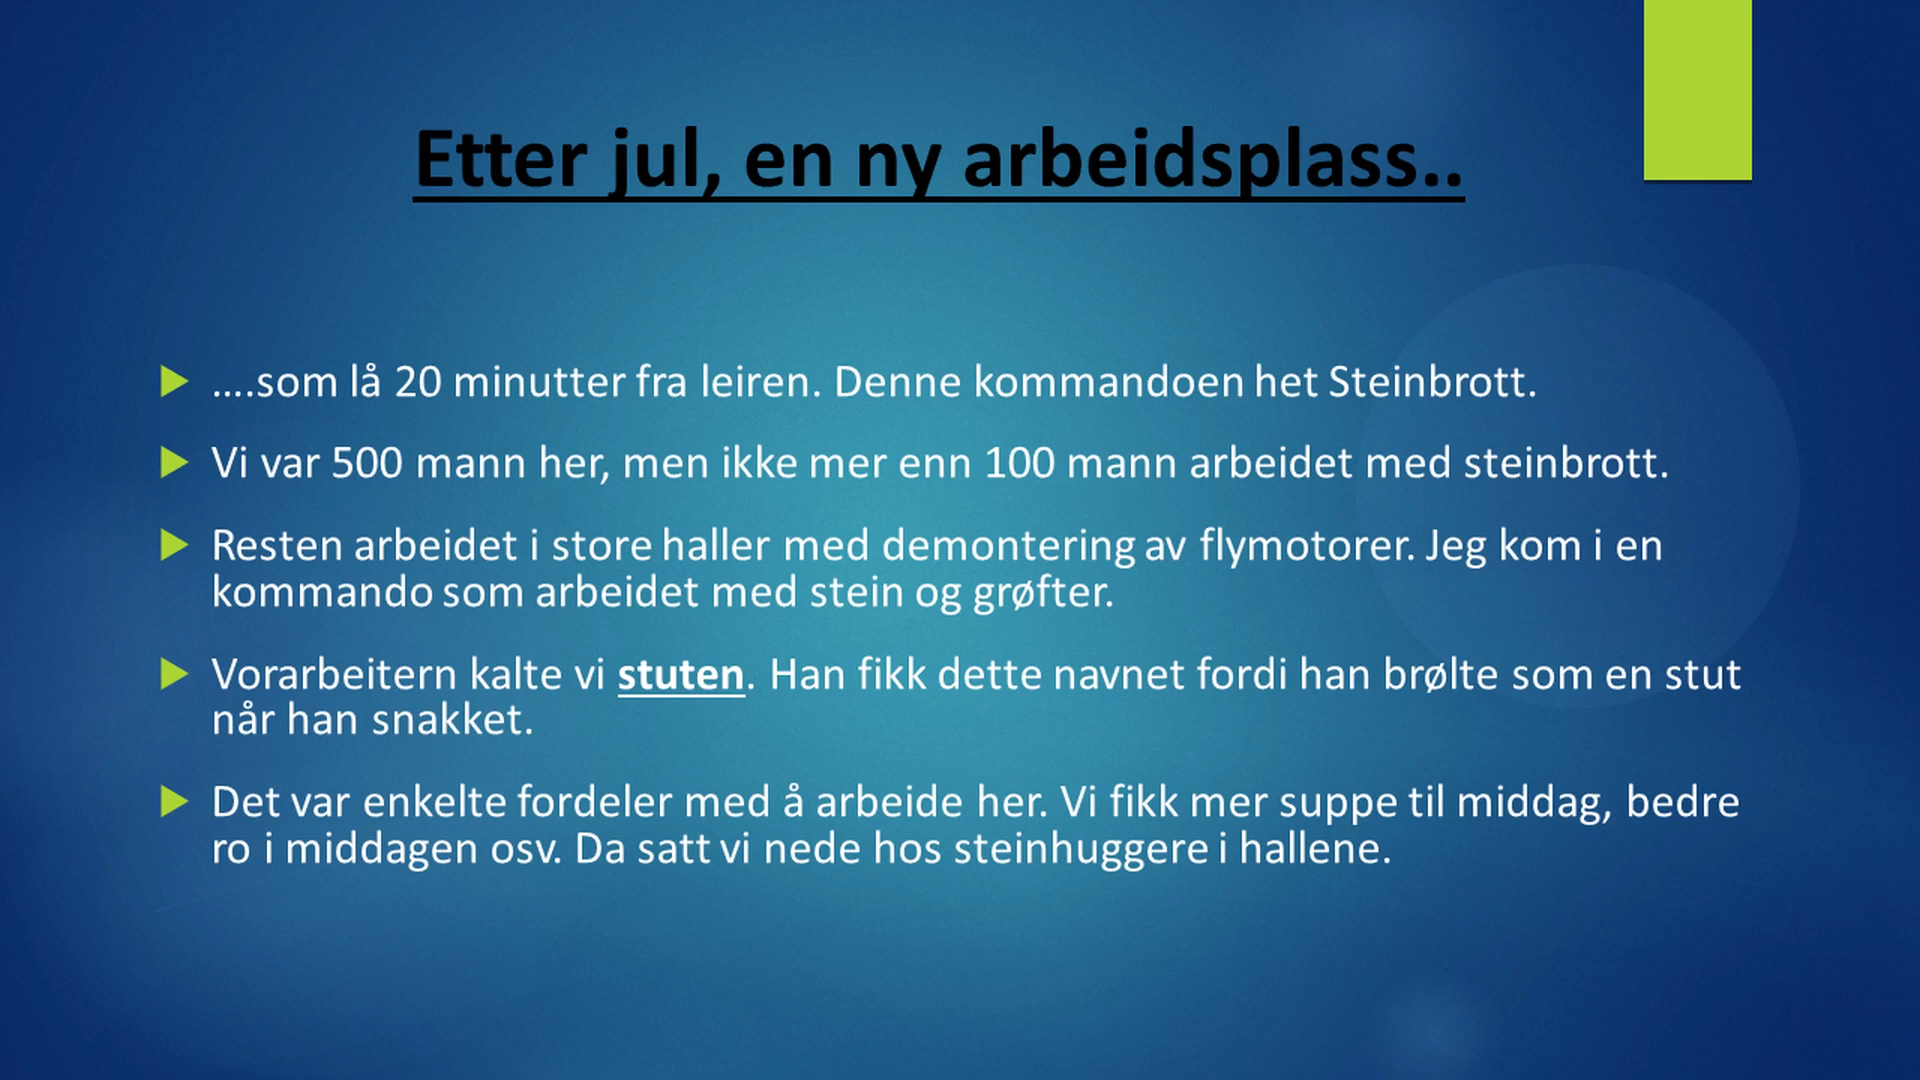 Etter jul, en ny arbeidsplass..
....som lå 20 minutter fra leiren. Denne kommandoen het Steinbrott.
Vi var 500 mann her, men ikke mer enn 100 mann arbeidet med steinbrott.
Resten arbeidet i store haller med demontering av flymotorer. Jeg kom i en
kommando som arbeidet med stein og grøfter.
Vorarbeitern kalte vi stuten. Han fikk dette navnet fordi han brølte som en stut
når han snakket.
Det var enkelte fordeler med å arbeide her. Vi fikk mer suppe til middag, bedre
ro i middagen osv. Da satt vi nede hos steinhuggere i hallene.